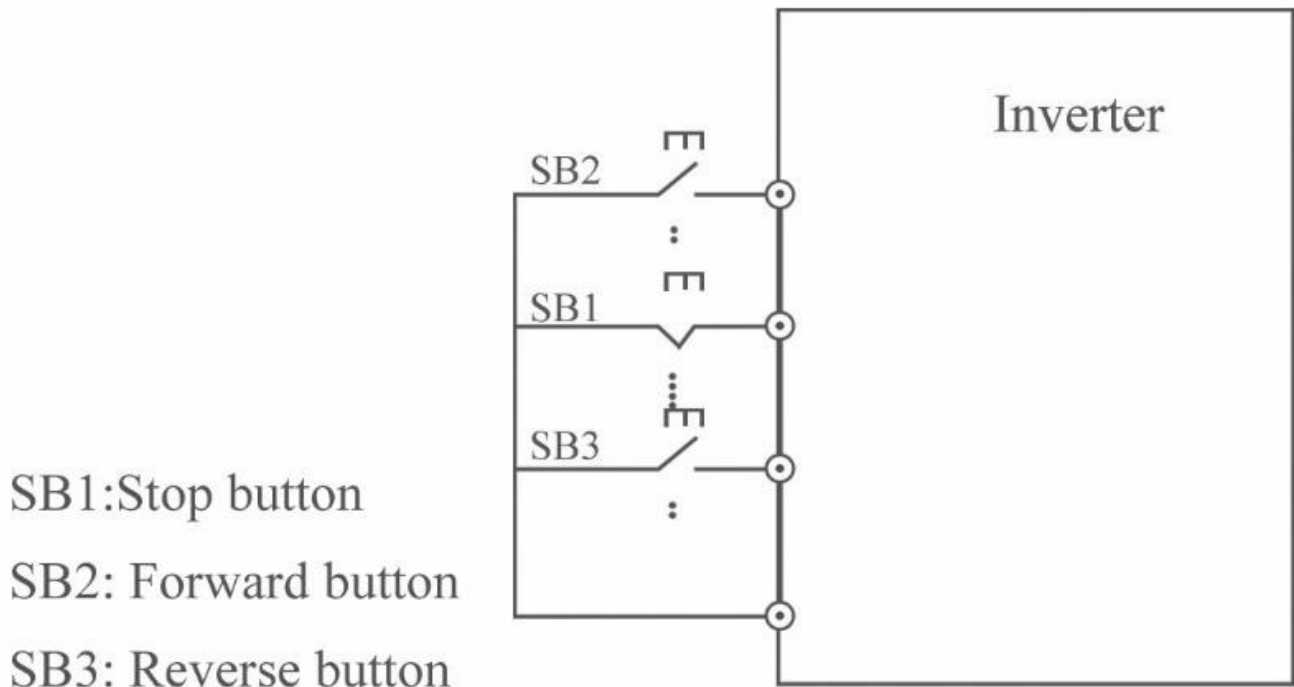 Inverter
SB2
SB1
SB3
SB1:Stop button
SB2: Forward button
SB3: Reverse button